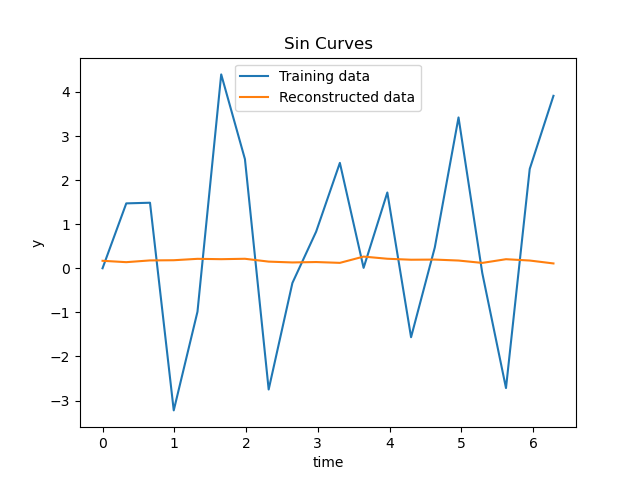 Sin Curves
Training data
Reconstructed data
4
3
2
1
0
−1
−2
−3
y
0 1 2 3 4 5 6
time